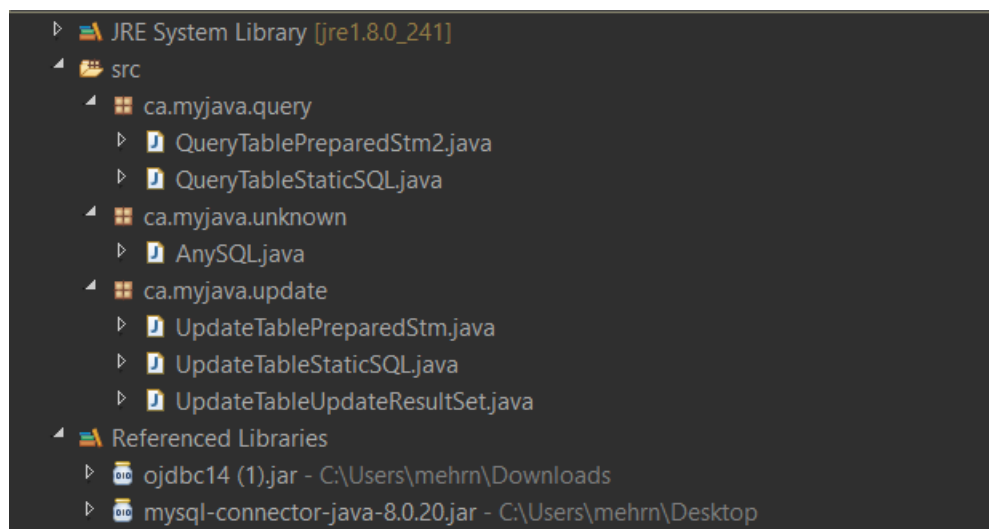 JRE System Library [jre1.8.0_241]
src
ca.myjava.query
QueryTablePreparedStm2.java
QueryTableStaticSQL.java
ca.myjava.unknown
AnySQL.java
ca.myjava.update
UpdateTablePreparedStm.java
UpdateTableStaticSQL.java
UpdateTableUpdateResultSet.java
Referenced Libraries
ojdbc14 (1).jar - C:\Users\mehrn\Downloads
mysql-connector-java-8.0.20.jar - C:\Users\mehrn\Desktop